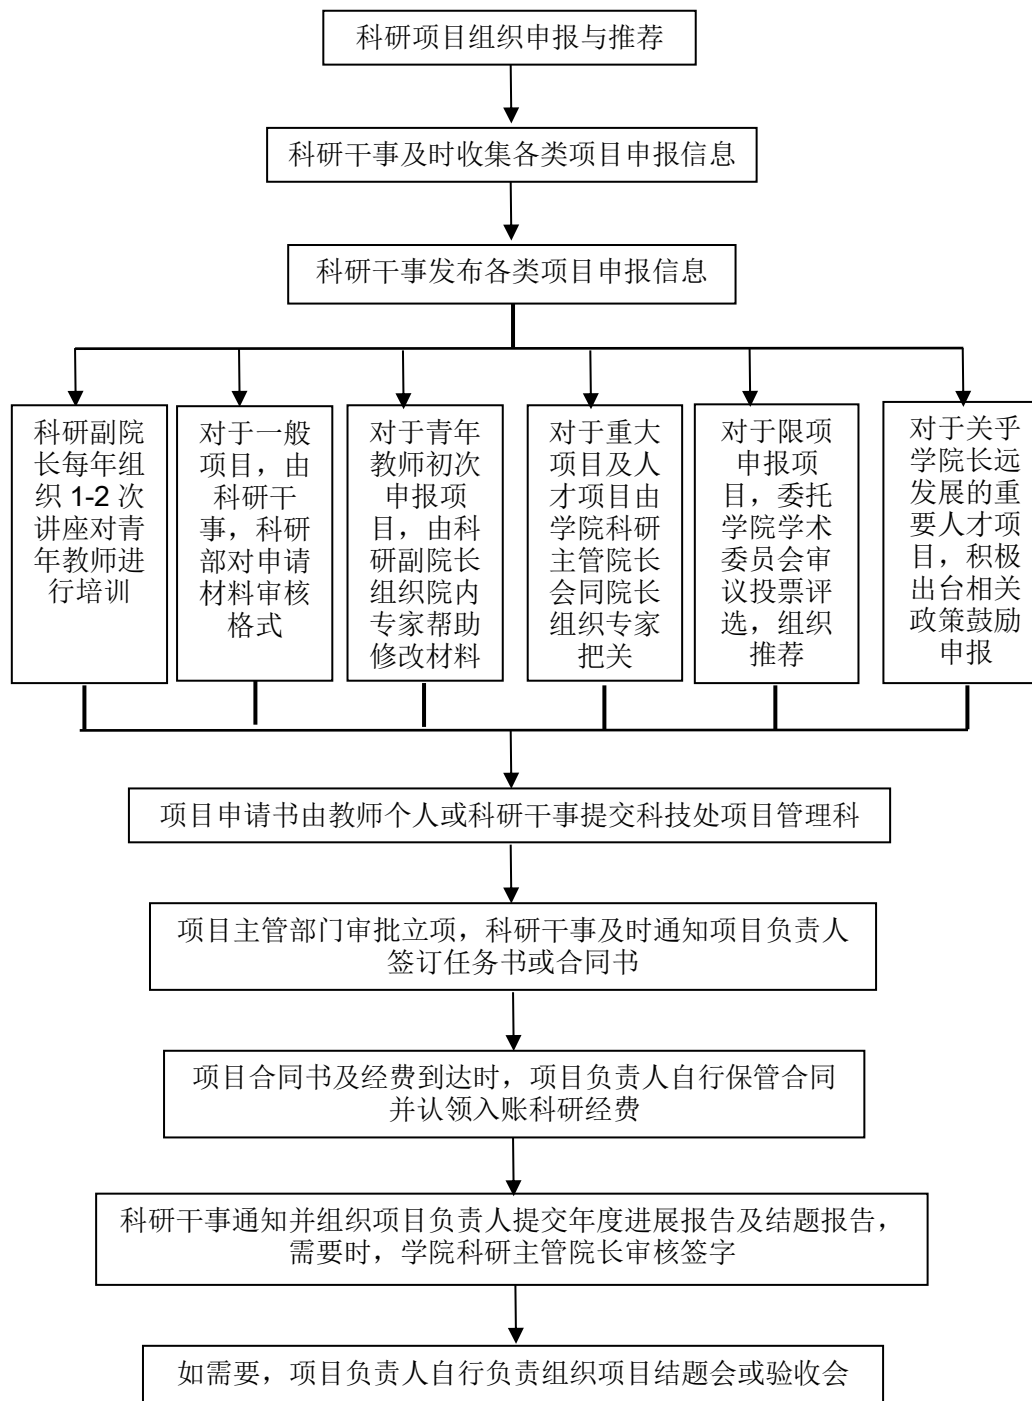 科研项目组织申报与推荐
科研干事及时收集各类项目申报信息
科研干事发布各类项目申报信息
科研副院
长每年组
织 1-2 次
讲座对青
年教师进
行培训
对于一般
项目，由
科研干
事，科研
部对申请
材料审核
格式
对于青年
教师初次
申报项
目，由科
研副院长
组织院内
专家帮助
修改材料
对于重大
项目及人
才项目由
学院科研
主管院长
会同院长
组织专家
把关
对于限项
申报项
目，委托
学院学术
委员会审
议投票评
选，组织
推荐
对于关乎
学院长远
发展的重
要人才项
目，积极
出台相关
政策鼓励
申报
项目申请书由教师个人或科研干事提交科技处项目管理科
项目主管部门审批立项，科研干事及时通知项目负责人
签订任务书或合同书
项目合同书及经费到达时，项目负责人自行保管合同
并认领入账科研经费
科研干事通知并组织项目负责人提交年度进展报告及结题报告，
需要时，学院科研主管院长审核签字
如需要，项目负责人自行负责组织项目结题会或验收会